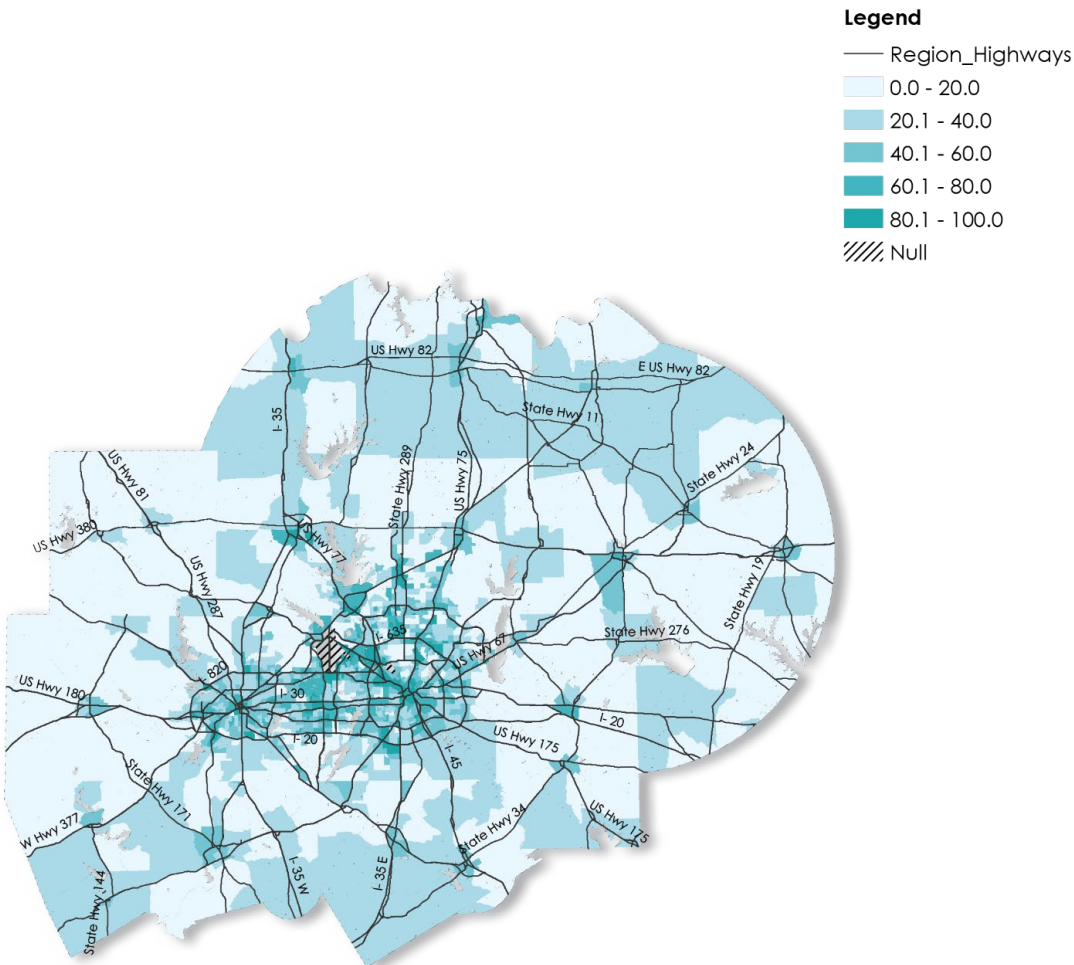 Legend
Region_Highways
0.0 - 20.0
20.1 - 40.0
40.1 - 60.0
60.1 - 80.0
80.1 - 100.0
Null
US Hwy 82
E US Hwy 82
State Hwy 11
I- 35
State Hwy 289
US Hwy 75
State Hwy 24
US Hwy 81
US Hwy 380
US Hwy 77
State Hwy 19
US Hwy 287
I- 635
US Hwy 67
State Hwy 276
I- 820
US Hwy 180
I- 30
I- 20
I- 20
US Hwy 175
I- 45
State Hwy 171
State Hwy 34
US Hwy 175
W Hwy 377
I- 35 W
I- 35 E
State Hwy 144